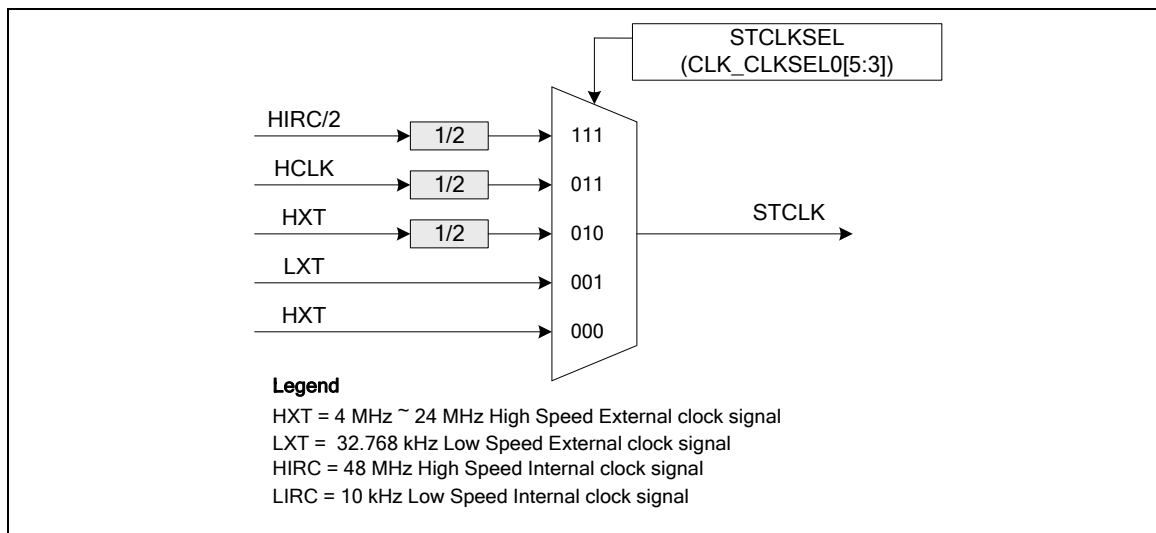 STCLKSEL
(CLK_CLKSEL0[5:3])
HIRC/2
1/2
111
HCLK
1/2
011
HXT
1/2
010
STCLK
LXT
001
HXT
000
Legend
HXT = 4 MHz ~ 24 MHz High Speed External clock signal
LXT = 32.768 kHz Low Speed External clock signal
HIRC = 48 MHz High Speed Internal clock signal
LIRC = 10 kHz Low Speed Internal clock signal